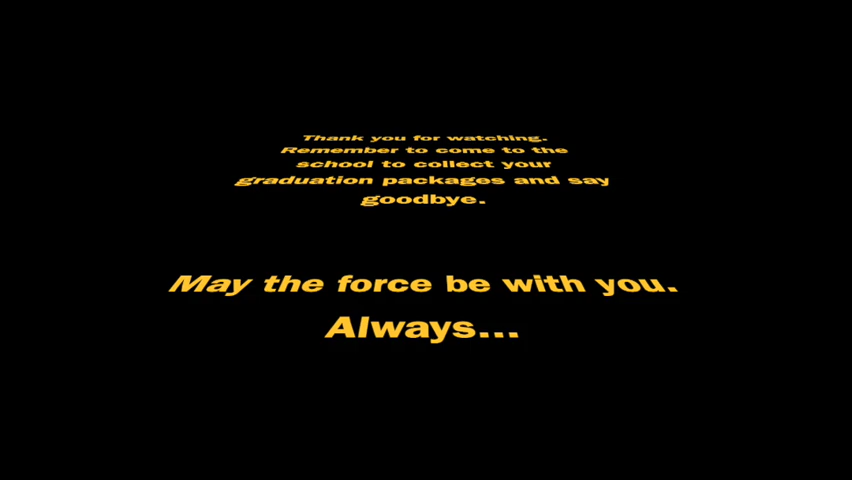 Thank you for watching.
Remember to come to the
school to collect your
graduation packages and say
goodbye.
May the force be with you.
Always...